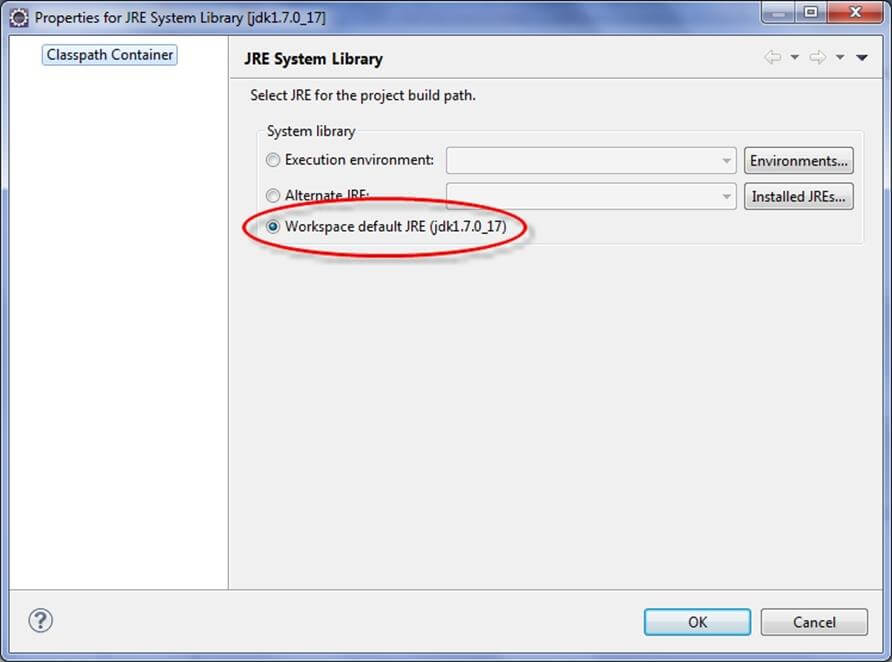 Properties for JRE System Library [jdk1.7.0_17]
Classpath Container
JRE System Library
Select JRE for the project build path.
System library
Execution environment: Environments...
Alternate JRE: Installed JREs...
Workspace default JRE (jdk1.7.0_17)
OK Cancel